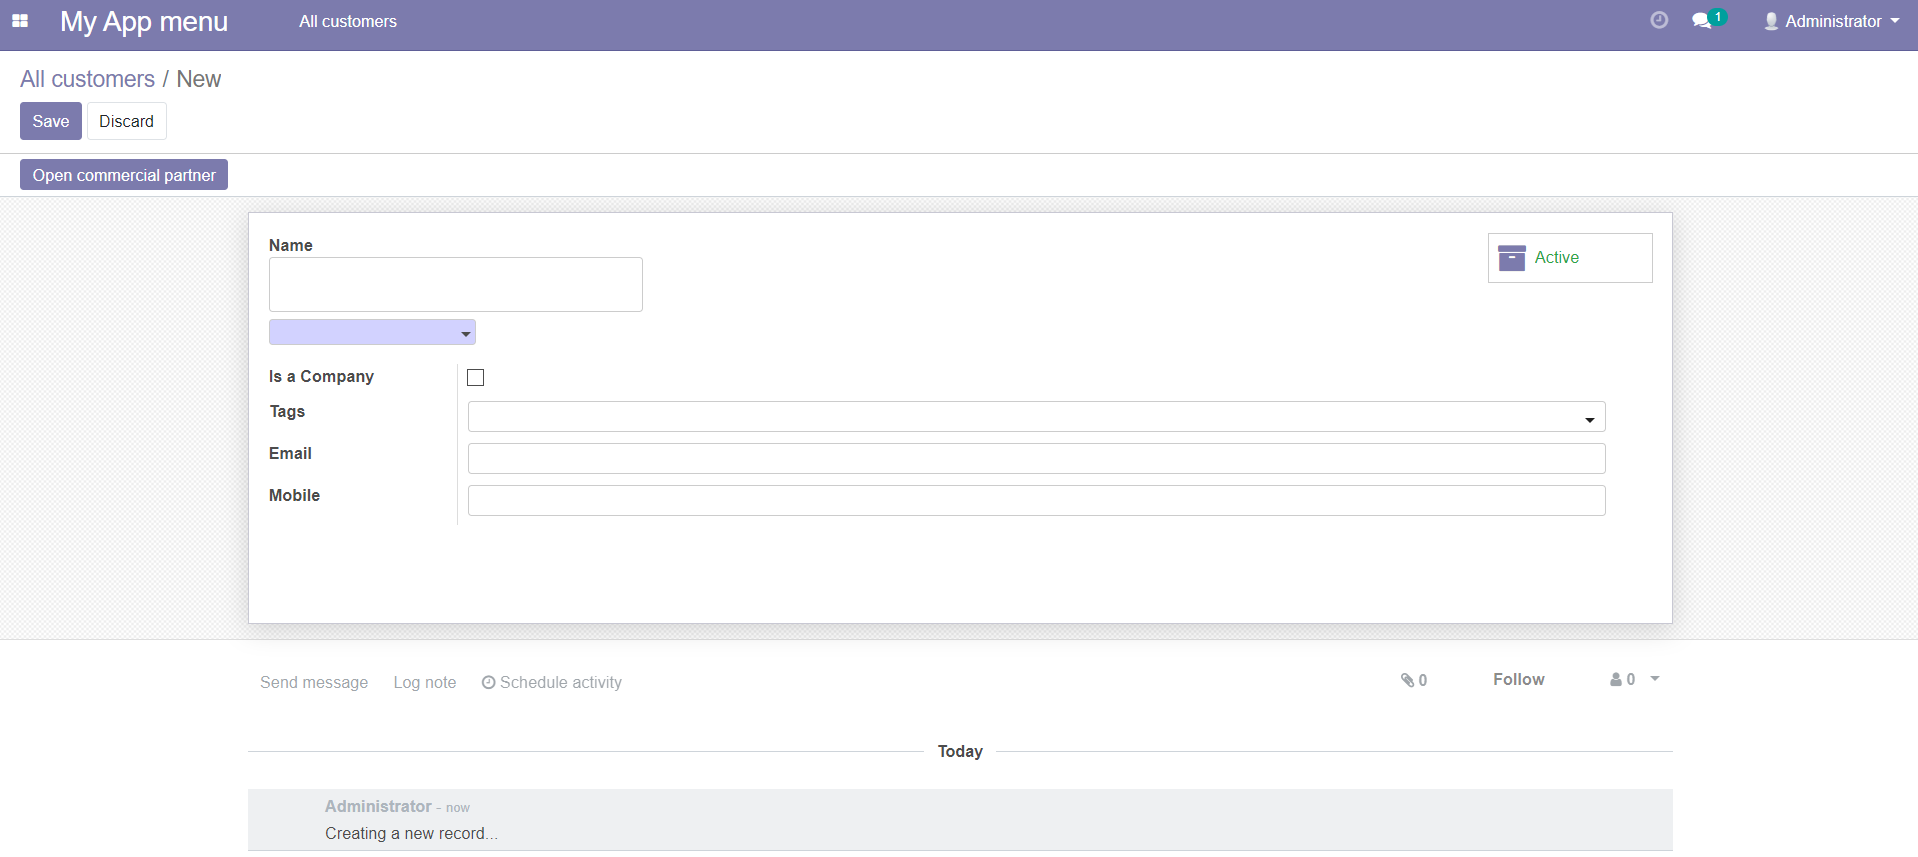 My App menu
All customers
1
Administrator
All customers / New
Save
Discard
Open commercial partner
Name
Active
Is a Company
Tags
Email
Mobile
Send message
Log note
Schedule activity
0
Follow
0
Today
Administrator - now
Creating a new record...